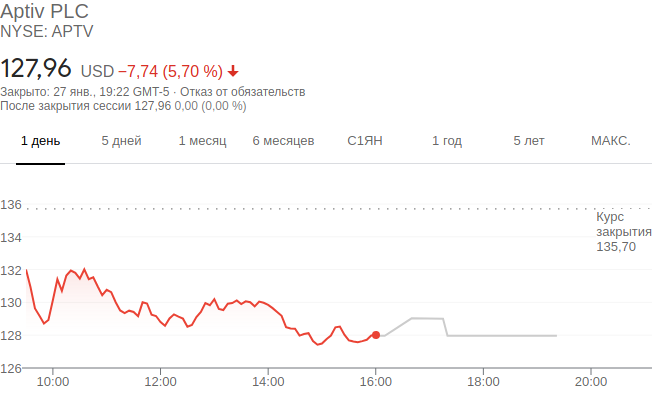 Aptiv PLC
NYSE: APTV
127,96 USD −7,74 (5,70 %)
Закрыто: 27 янв., 19:22 GMT-5 · Отказ от обязательств
После закрытия сессии 127,96 0,00 (0,00 %)
1 день 5 дней 1 месяц 6 месяцев С1ЯН 1 год 5 лет МАКС.
136
Курс
134
закрытия
135,70
132
130
128
126
10:00 12:00 14:00 16:00 18:00 20:00